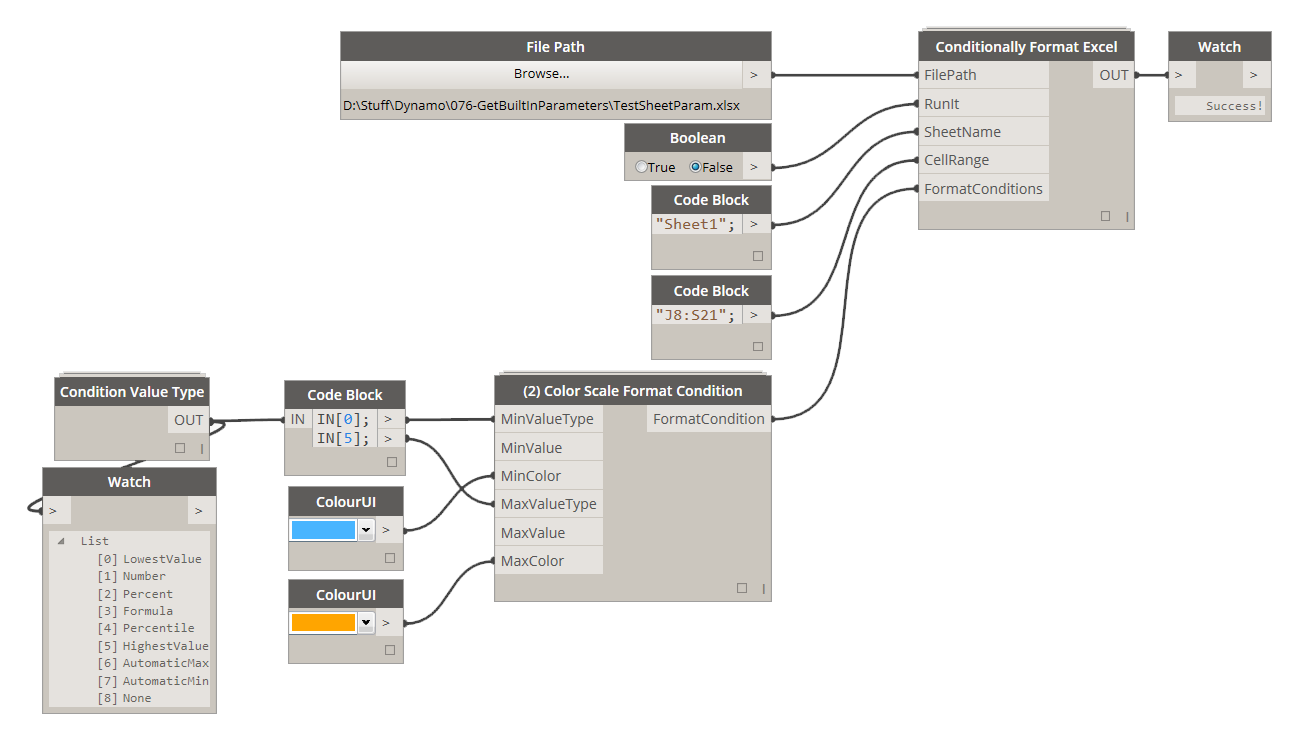 File Path
Browse...
>
D:\Stuff\Dynamo\076-GetBuiltInParameters\TestSheetParam.xlsx
Boolean
True False >
Code Block
"Sheet1"; >
Code Block
"J8:S21"; >
Conditionally Format Excel
FilePath OUT
RunIt
SheetName
CellRange
FormatConditions
|
Watch
> >
Success!
Condition Value Type
OUT
|
Watch
> >
List
[0] LowestValue
[1] Number
[2] Percent
[3] Formula
[4] Percentile
[5] HighestValue
[6] AutomaticMax
[7] AutomaticMin
[8] None
Code Block
IN IN[0]; >
IN[5]; >
ColourUI
>
ColourUI
>
(2) Color Scale Format Condition
MinValueType FormatCondition
MinValue
MinColor
MaxValueType
MaxValue
MaxColor
|